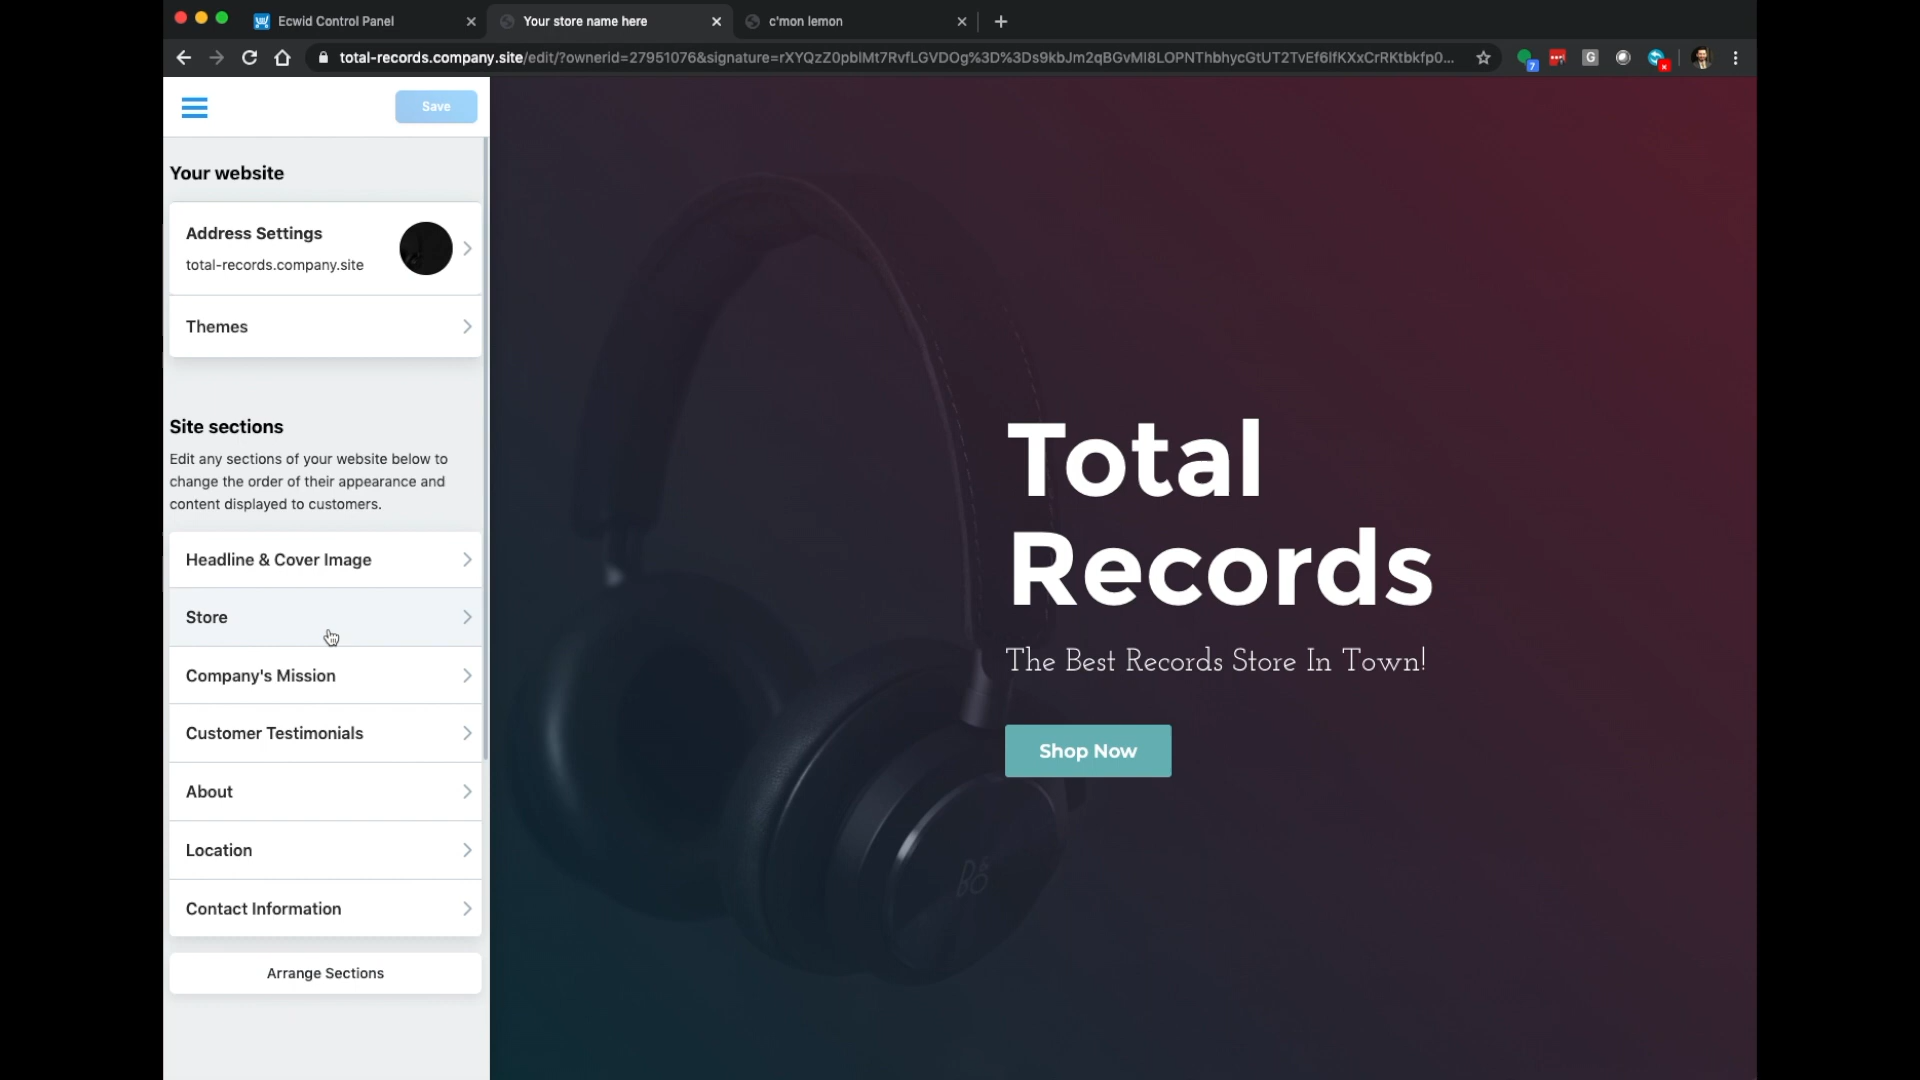 Ecwid Control Panel
Your store name here
c'mon lemon
total-records.company.site/edit/?ownerid=27951076&signature=rXYQzZ0pblMt7RvfLGVDOg%3D%3Ds9kbJm2qBGvMI8LOPNThbhycGtUT2TvEf6IfKXxCrRKtbkfp0...
7
G
Save
Your website
Address Settings
total-records.company.site
Themes
Site sections
Edit any sections of your website below to
change the order of their appearance and
content displayed to customers.
Headline & Cover Image
Store
Company's Mission
Customer Testimonials
About
Location
Contact Information
Arrange Sections
Total
Records
The Best Records Store In Town!
Shop Now
B&O